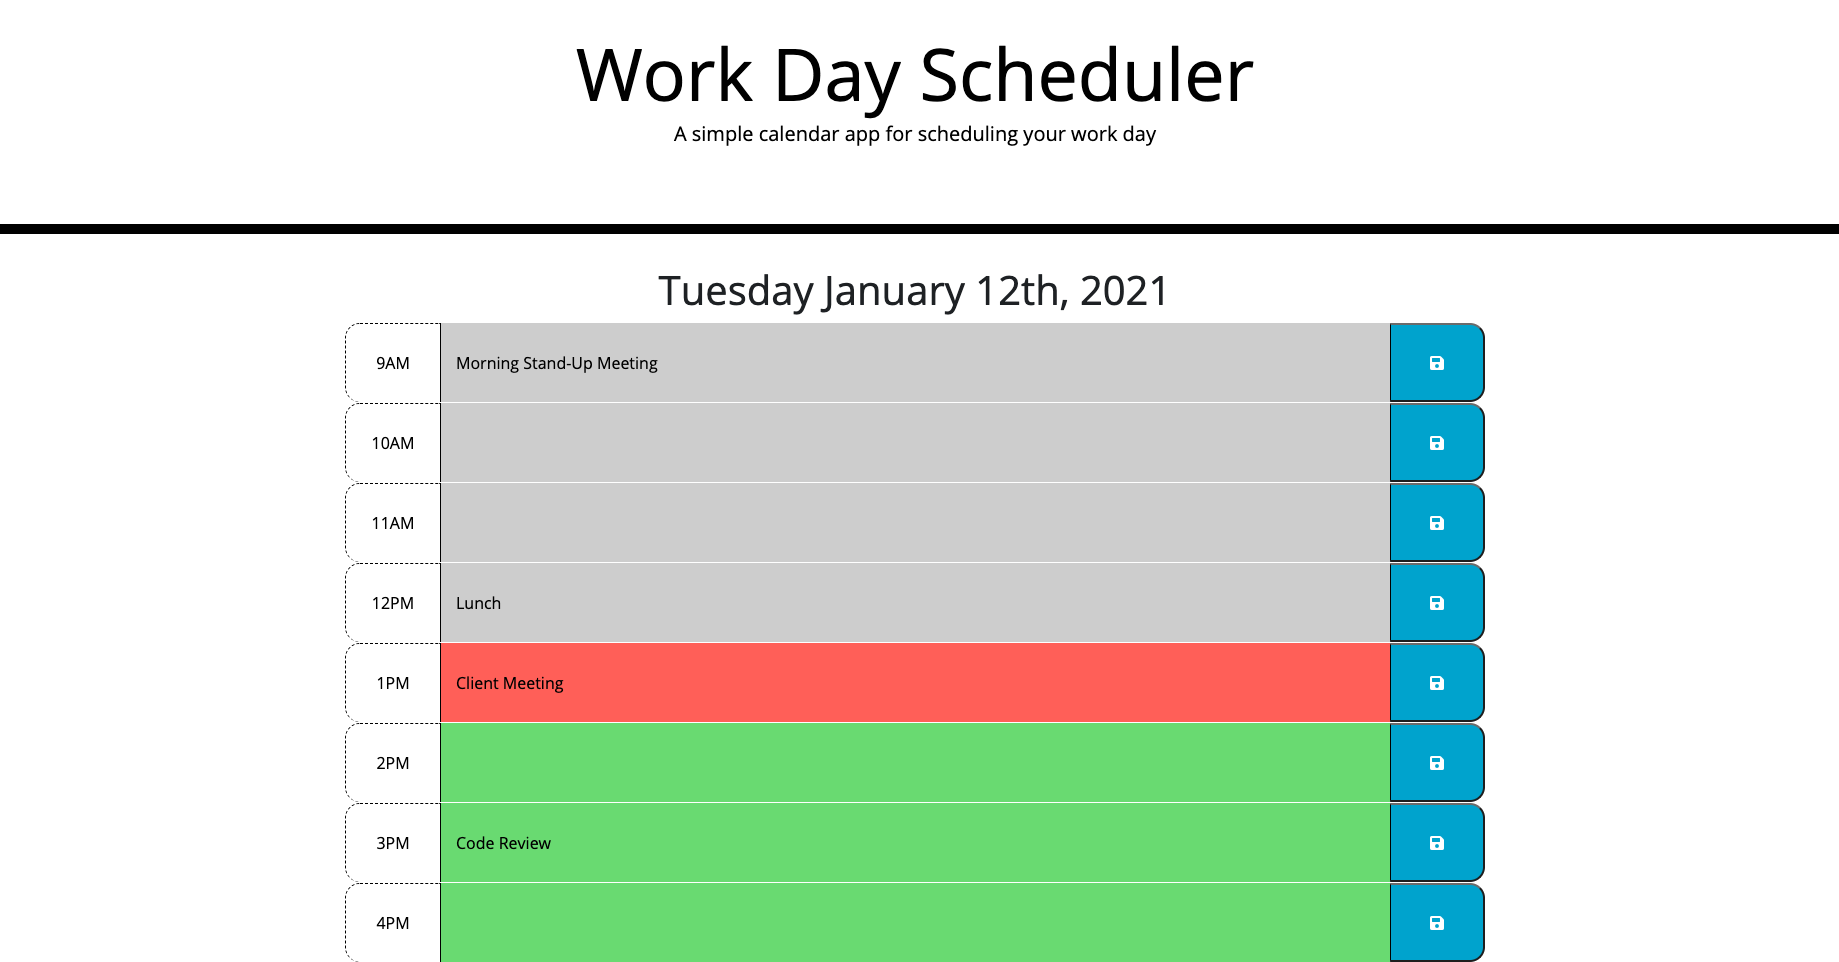 Work Day Scheduler
A simple calendar app for scheduling your work day
Tuesday January 12th, 2021
9AM Morning Stand-Up Meeting
10AM
11AM
12PM Lunch
1PM Client Meeting
2PM
3PM Code Review
4PM